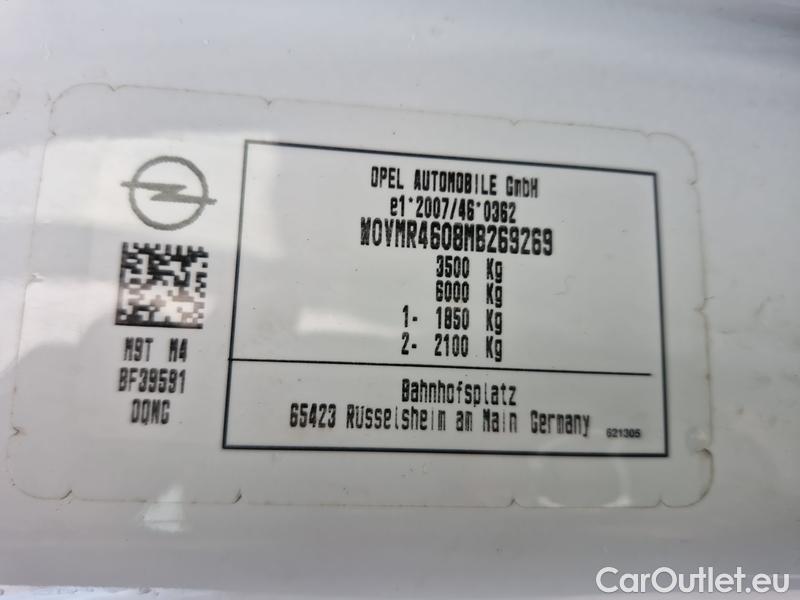 OPEL AUTOMOBILE GmbH
e1*2007/46*0362
W0VMR4608MB269269
3500 Kg
6000 Kg
1- 1850 Kg
2- 2100 Kg
M9T M4
BF39591
DQMC
Bahnhofsplatz
65423 Rüsselsheim am Main Germany
621305
CarOutlet.eu